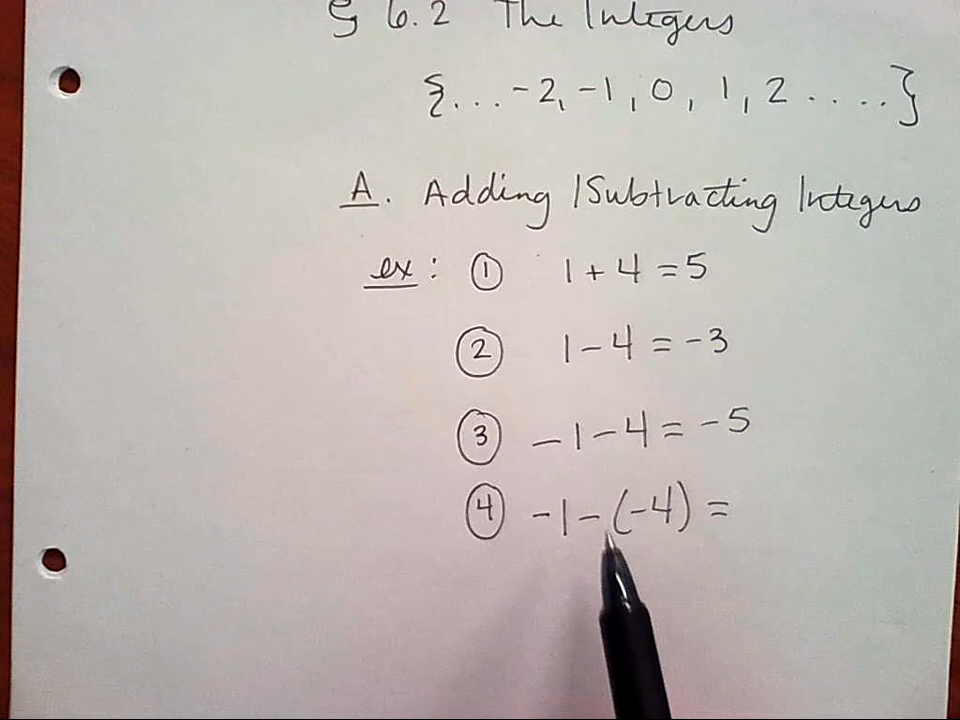 § 6.2 The Integers
{... -2, -1, 0, 1, 2 .....}
A. Adding /Subtracting Integers
ex: ① 1 + 4 = 5
② 1 - 4 = -3
③ -1 - 4 = -5
④ -1 - (-4) =